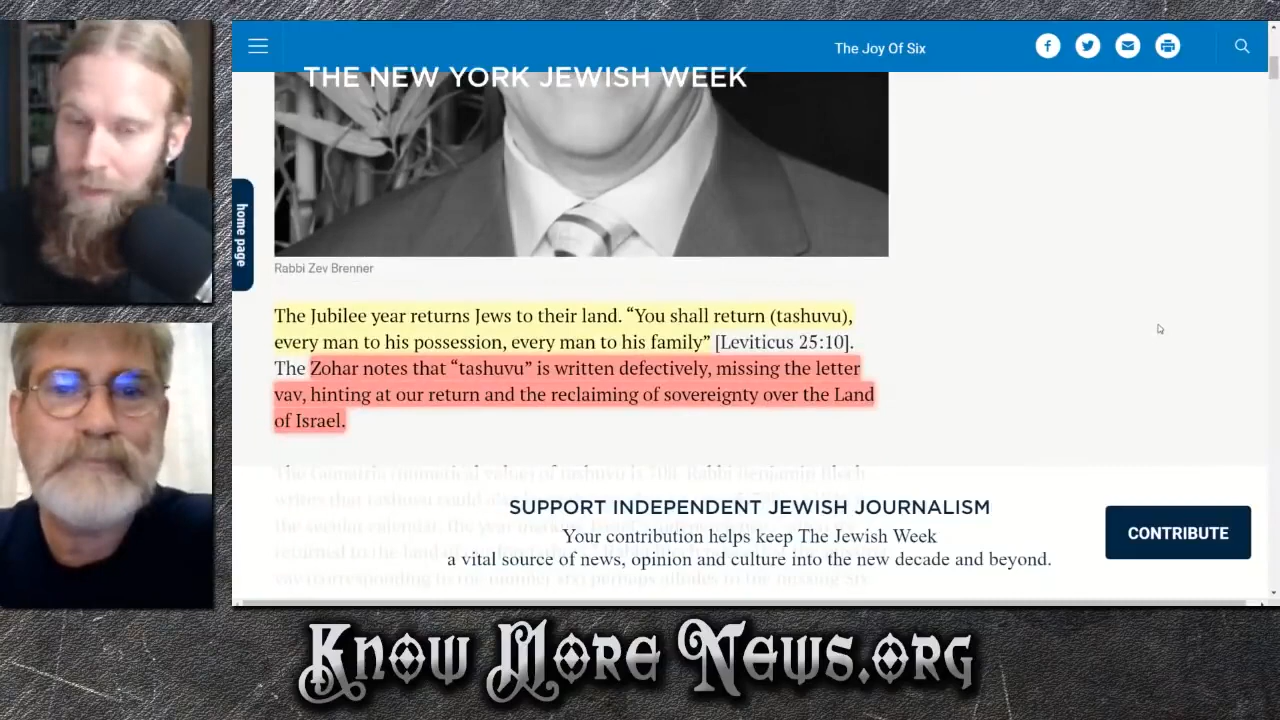 The Joy Of Six
THE NEW YORK JEWISH WEEK
home page
Rabbi Zev Brenner
The Jubilee year returns Jews to their land. “You shall return (tashuvu),
every man to his possession, every man to his family” [Leviticus 25:10].
The Zohar notes that “tashuvu” is written defectively, missing the letter
vav, hinting at our return and the reclaiming of sovereignty over the Land
of Israel.
SUPPORT INDEPENDENT JEWISH JOURNALISM
Your contribution helps keep The Jewish Week
a vital source of news, opinion and culture into the new decade and beyond.
CONTRIBUTE
Know More News.org